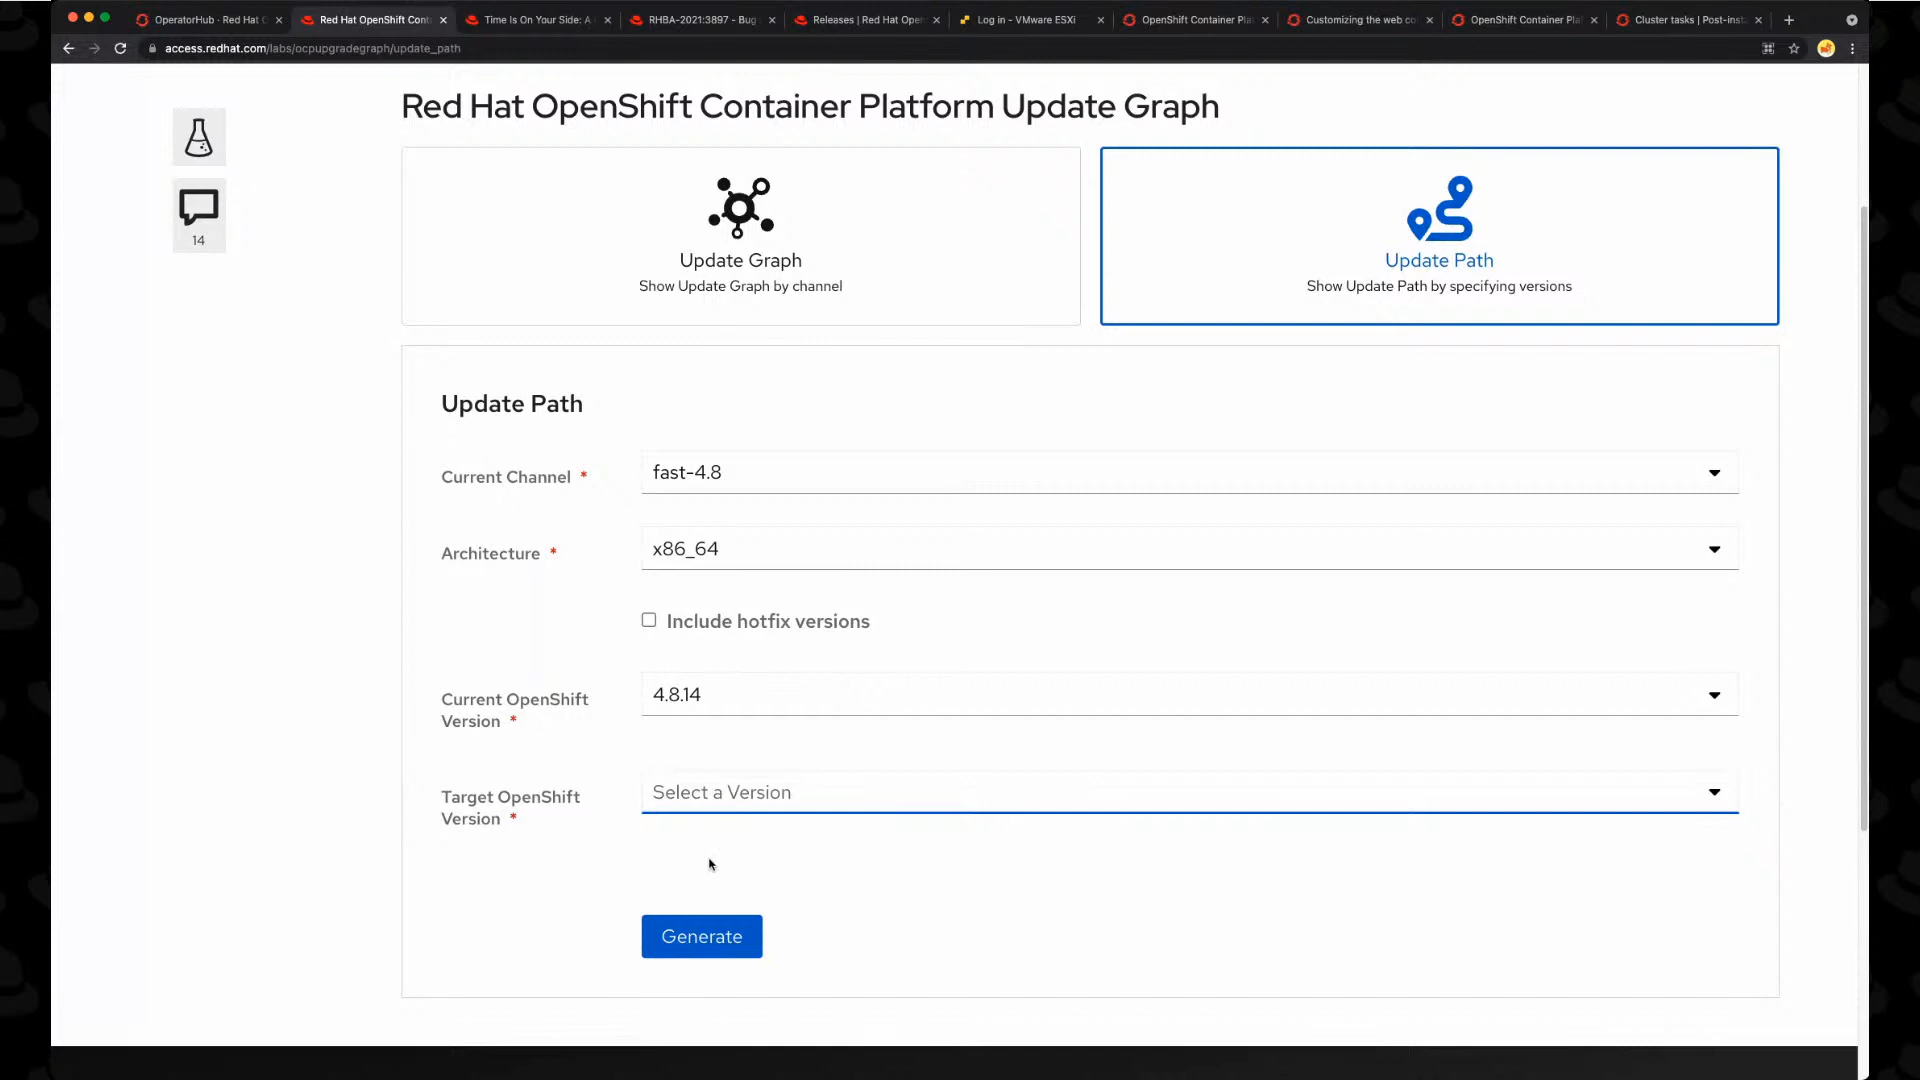 OperatorHub · Red Hat
Red Hat OpenShift Cont
Time Is On Your Side: A
RHBA-2021:3897 - Bug
Releases | Red Hat Open
Log in - VMware ESXi
OpenShift Container Plat
Customizing the web co
OpenShift Container Plat
Cluster tasks | Post-inst
access.redhat.com/labs/ocpupgradegraph/update_path
14
Red Hat OpenShift Container Platform Update Graph
Update Graph
Show Update Graph by channel
Update Path
Show Update Path by specifying versions
Update Path
Current Channel *
fast-4.8
Architecture *
x86_64
Include hotfix versions
Current OpenShift
Version *
4.8.14
Target OpenShift
Version *
Select a Version
Generate